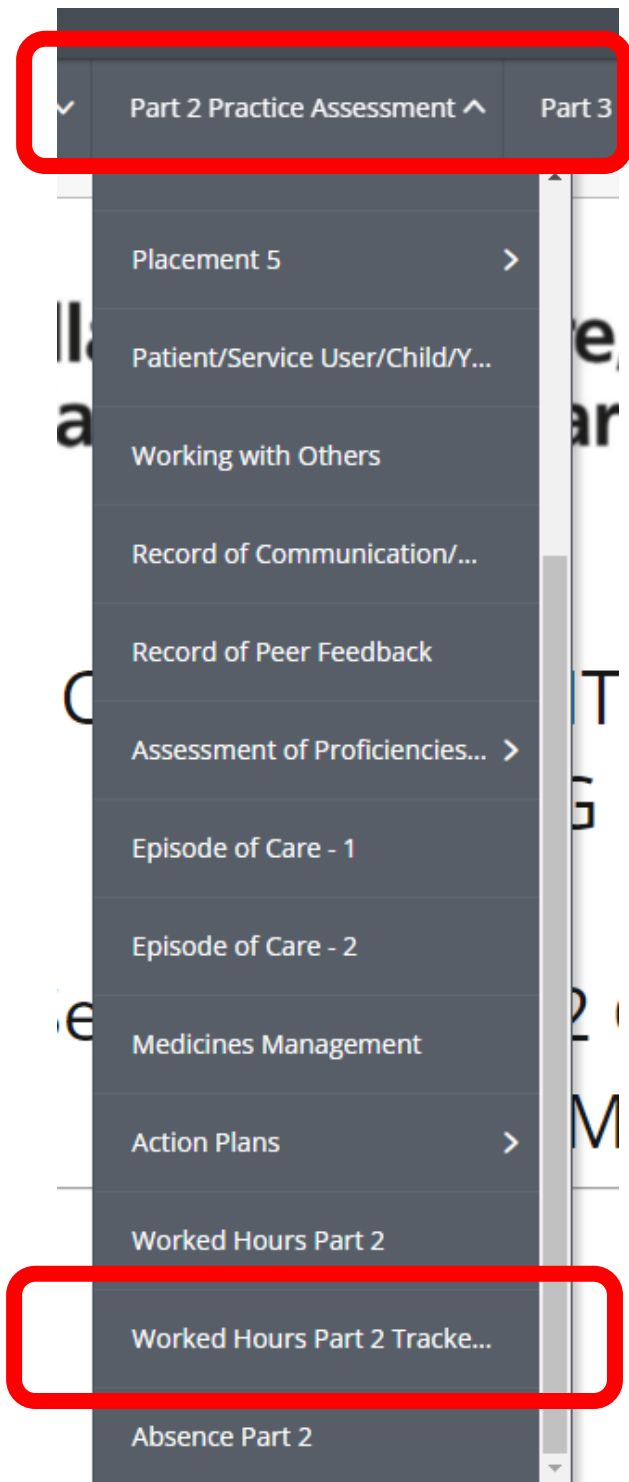 Part 2 Practice Assessment Part 3
Placement 5
Patient/Service User/Child/Y...
Working with Others
Record of Communication/...
Record of Peer Feedback
Assessment of Proficiencies...
Episode of Care - 1
Episode of Care - 2
Medicines Management
Action Plans
Worked Hours Part 2
Worked Hours Part 2 Tracke...
Absence Part 2